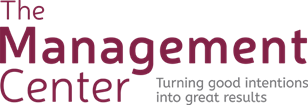 The
Management
Center
Turning good intentions
into great results